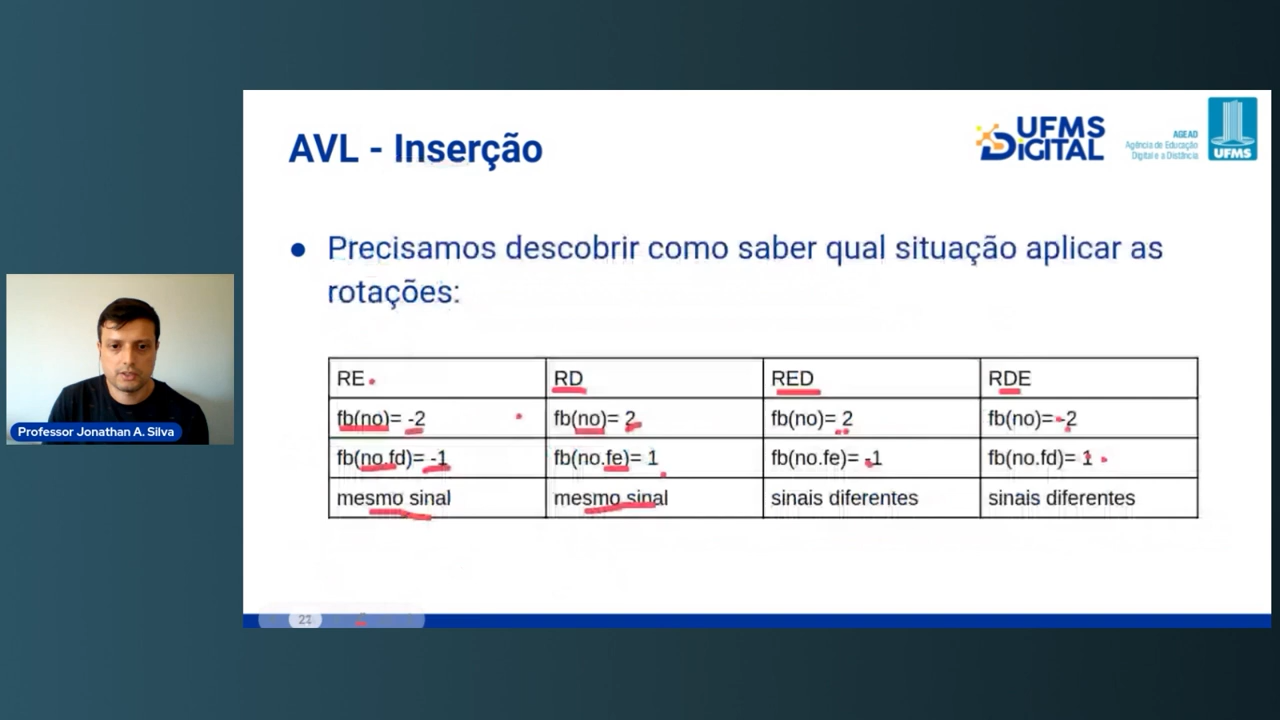 AVL - Inserção
UFMS
DIGITAL
AGEAD
Agência de Educação
Digital e a Distância
UFMS
● Precisamos descobrir como saber qual situação aplicar as
rotações:
RE RD RED RDE
fb(no)= -2 fb(no)= 2 fb(no)= 2 fb(no)= -2
fb(no.fd)= -1 fb(no.fe)= 1 fb(no.fe)= -1 fb(no.fd)= 1
mesmo sinal mesmo sinal sinais diferentes sinais diferentes
Professor Jonathan A. Silva